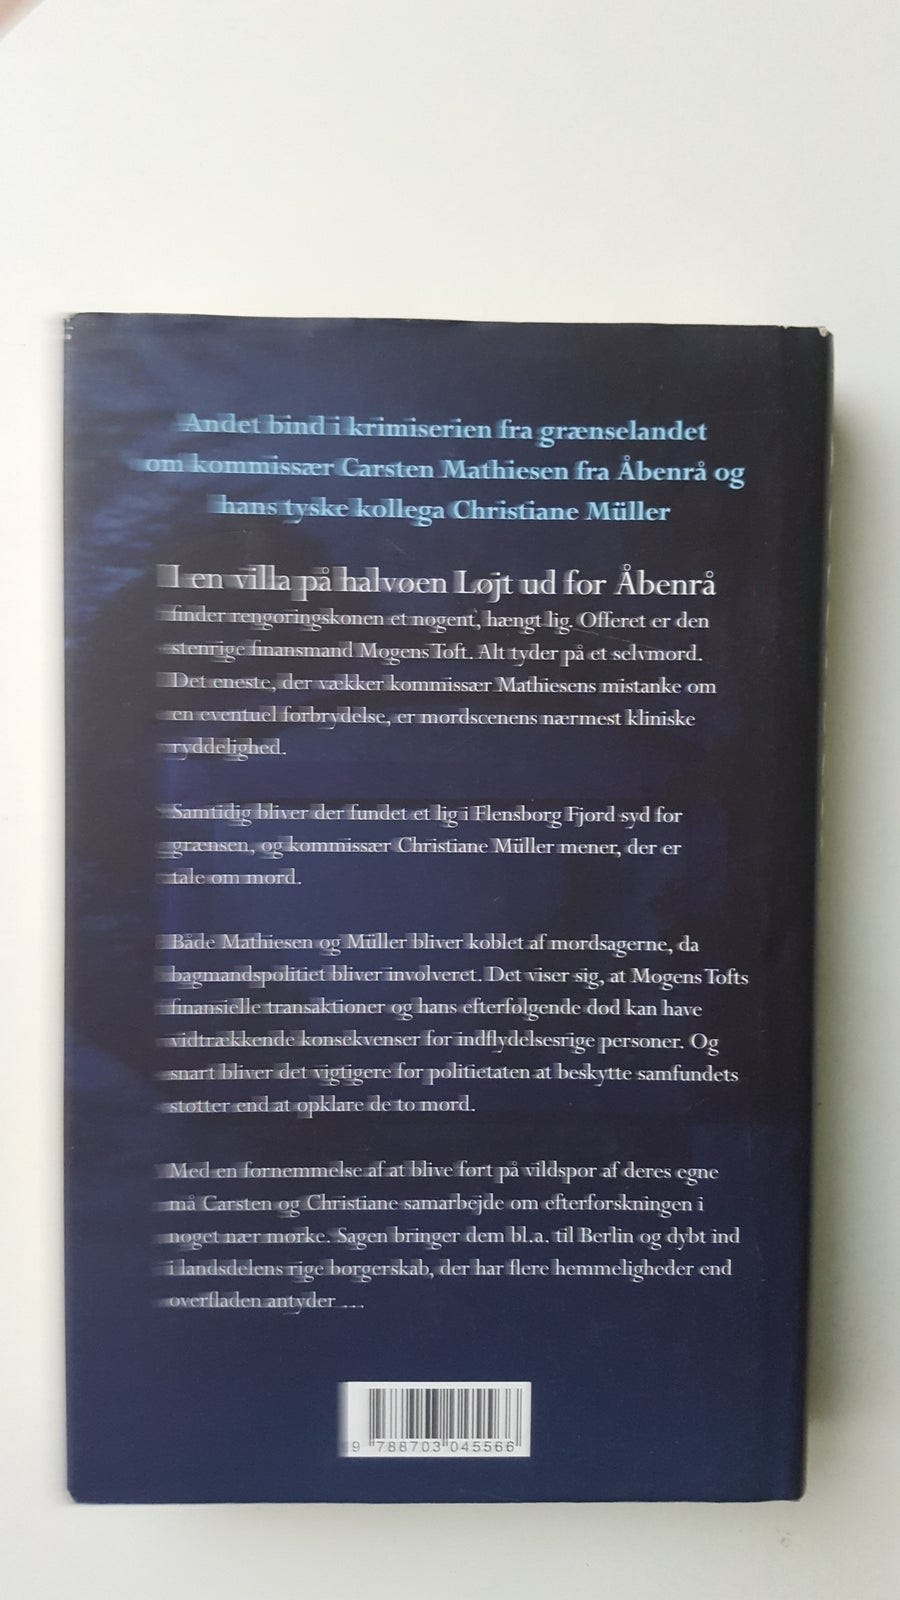 Andet bind i krimiserien fra grænselandet
om kommissær Carsten Mathiesen fra Åbenrå og
hans tyske kollega Christiane Müller
I en villa på halvøen Løjt ud for Åbenrå
finder rengøringskonen et nøgent, hængt lig. Offeret er den
stenrige finansmand Mogens Toft. Alt tyder på et selvmord.
Det eneste, der vækker kommissær Mathiesens mistanke om
en eventuel forbrydelse, er mordscenens nærmest kliniske
ryddelighed.
Samtidig bliver der fundet et lig i Flensborg Fjord syd for
grænsen, og kommissær Christiane Müller mener, der er
tale om mord.
Både Mathiesen og Müller bliver koblet af mordsagerne, da
bagmandspolitiet bliver involveret. Det viser sig, at Mogens Tofts
finansielle transaktioner og hans efterfølgende død kan have
vidtrækkende konsekvenser for indflydelsesrige personer. Og
snart bliver det vigtigere for politietaten at beskytte samfundets
støtter end at opklare de to mord.
Med en fornemmelse af at blive ført på vildspor af deres egne
må Carsten og Christiane samarbejde om efterforskningen i
noget nær mørke. Sagen bringer dem bl.a. til Berlin og dybt ind
i landsdelens rige borgerskab, der har flere hemmeligheder end
overfladen antyder …
9 788703 045566